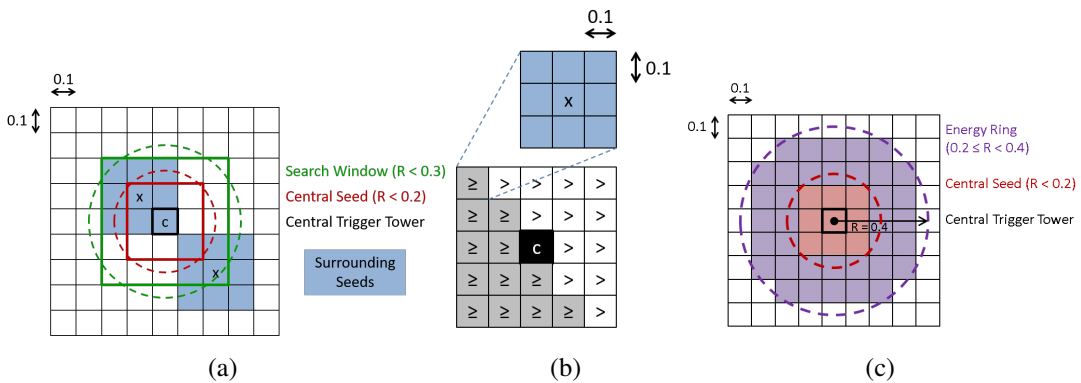 0.1
0.1
x
c
x
Search Window (R < 0.3)
Central Seed (R < 0.2)
Central Trigger Tower
Surrounding
Seeds
(a)
0.1
0.1
x
≥ > > > >
≥ ≥ > > >
≥ ≥ c > >
≥ ≥ ≥ > >
≥ ≥ ≥ ≥ >
(b)
0.1
0.1
Energy Ring
(0.2 ≤ R < 0.4)
Central Seed (R < 0.2)
Central Trigger Tower
R = 0.4
(c)